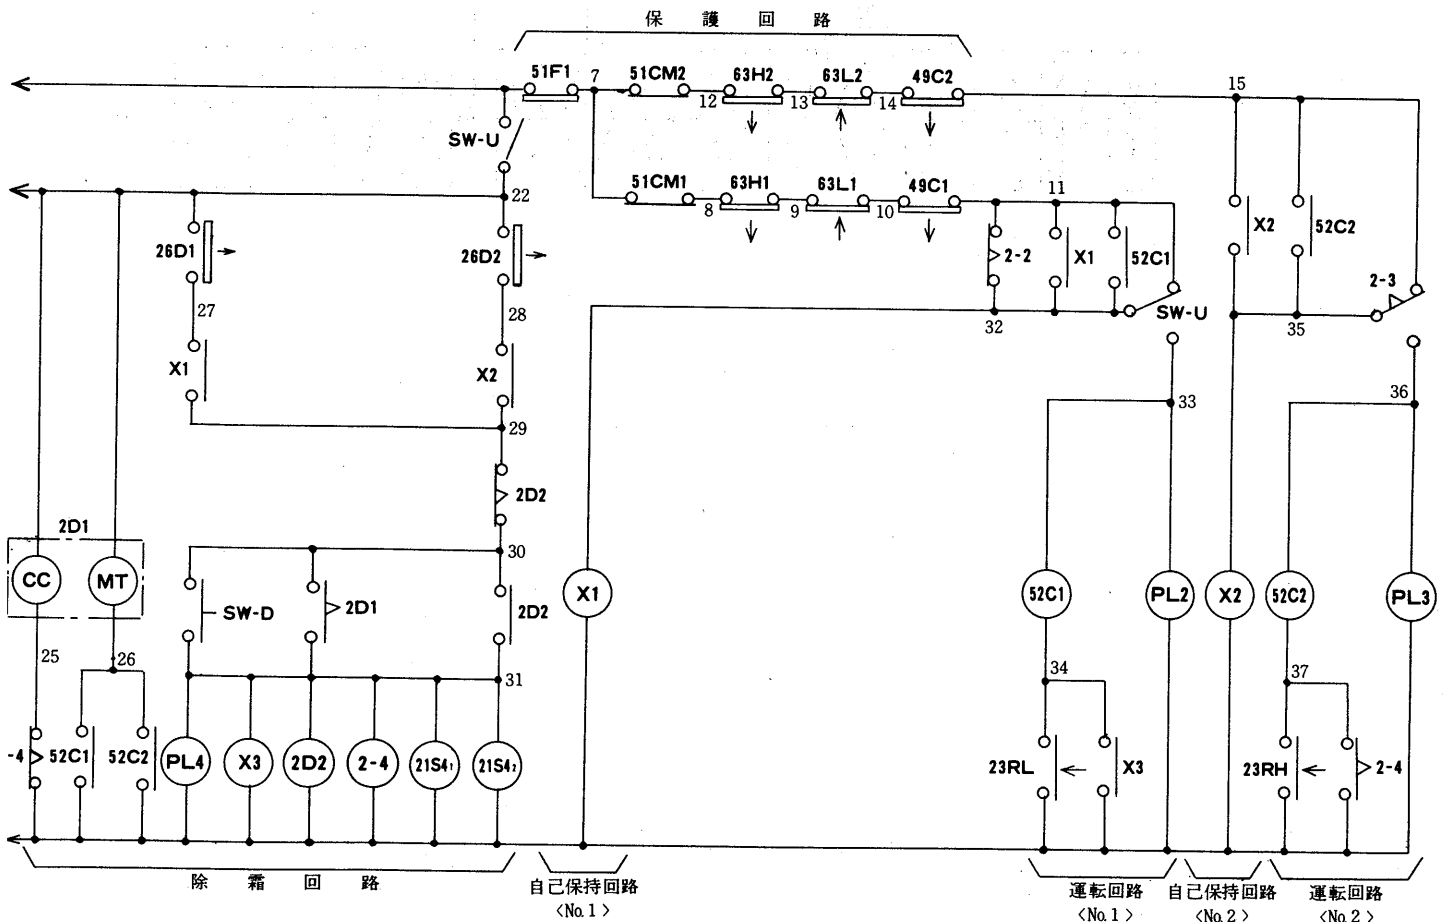 保護回路
51F1
7
51CM2
12
63H2
13
63L2
14
49C2
15
SW-U
22
51CM1
8
63H1
9
63L1
10
49C1
11
26D1
27
X1
26D2
28
X2
29
2-2
X1
52C1
SW-U
32
X2
52C2
2-3
35
33
36
2D2
2D1
30
CC
MT
SW-D
2D1
2D2
X1
52C1
PL2
X2
52C2
PL3
25
26
31
34
37
-4
52C1
52C2
PL4
X3
2D2
2-4
21S4₁
21S4₂
23RL
X3
23RH
2-4
除霜回路
自己保持回路
〈No.1〉
運転回路
〈No.1〉
自己保持回路
〈No.2〉
運転回路
〈No.2〉